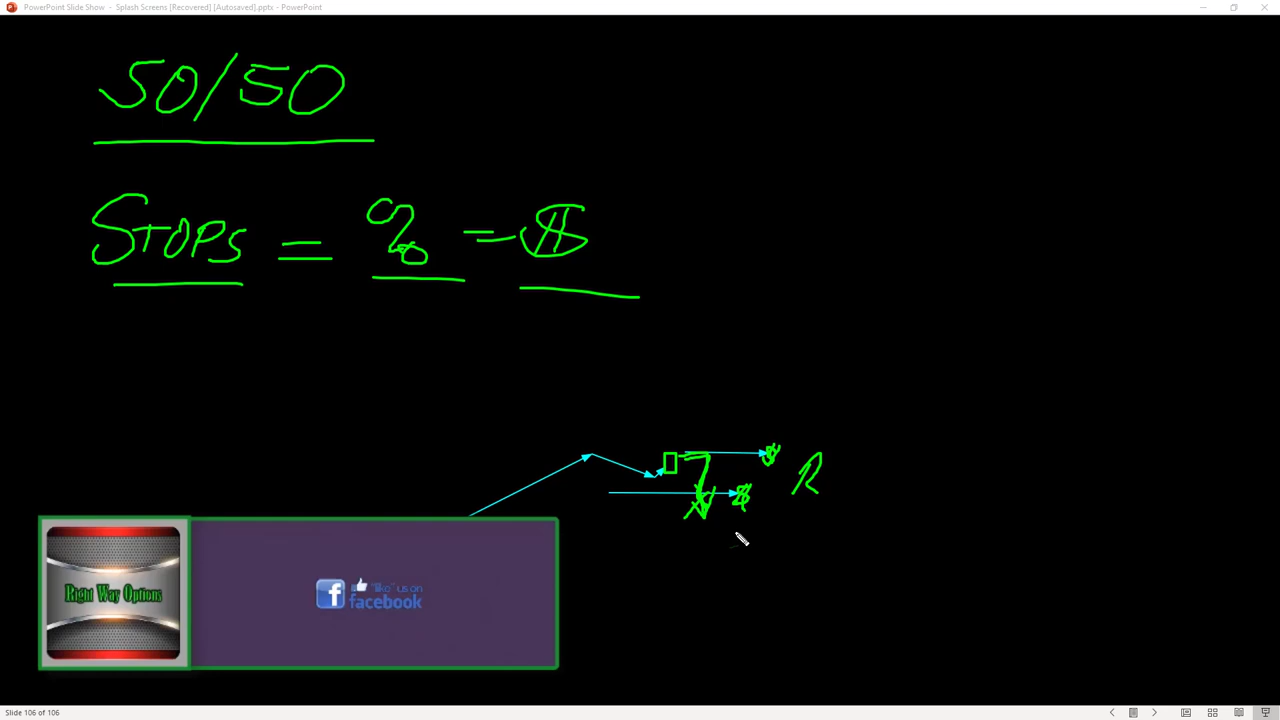 PowerPoint Slide Show - Splash Screens [Recovered] [Autosaved].pptx - PowerPoint
50/50
STOPS = % = $
$ R
$
Right Way Options
"like" us on
facebook
Slide 106 of 106